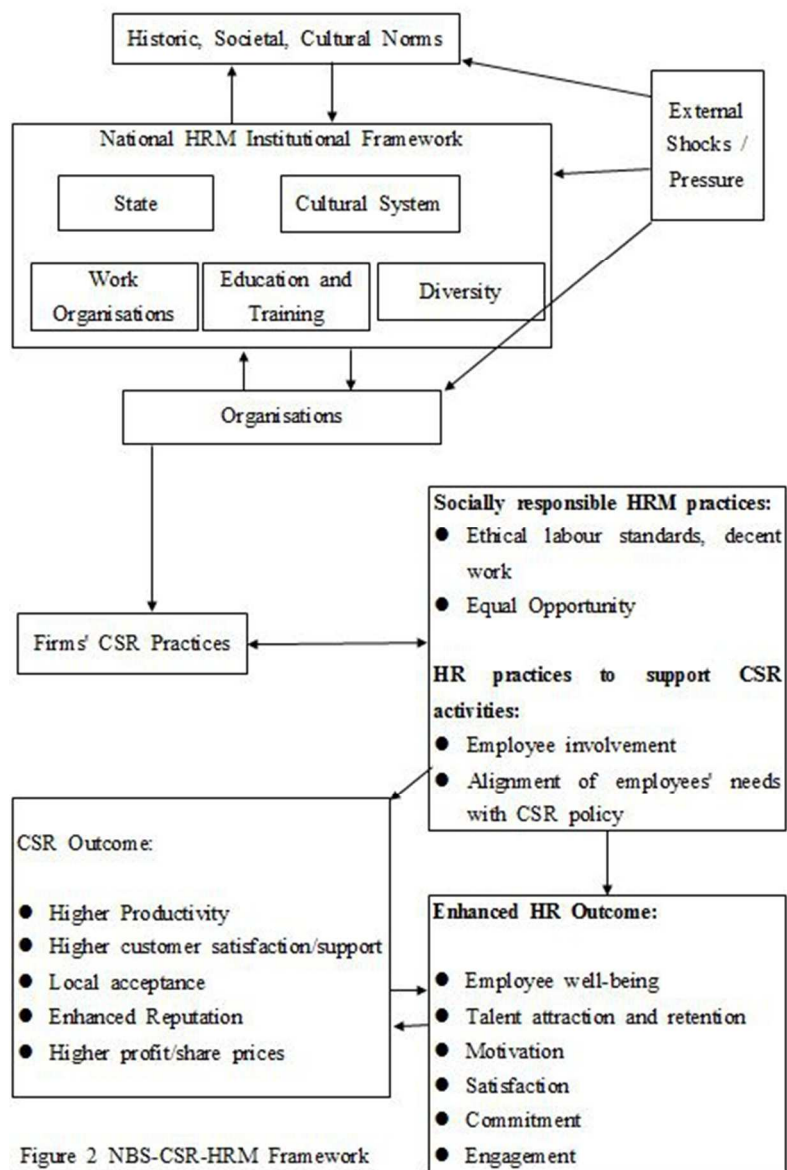 Historic, Societal, Cultural Norms
External
Shocks /
Pressure
National HRM Institutional Framework
State
Cultural System
Work
Organisations
Education and
Training
Diversity
Organisations
Socially responsible HRM practices:
● Ethical labour standards, decent
work
● Equal Opportunity
Firms' CSR Practices
HR practices to support CSR
activities:
● Employee involvement
● Alignment of employees' needs
with CSR policy
CSR Outcome:
● Higher Productivity
● Higher customer satisfaction/support
● Local acceptance
● Enhanced Reputation
● Higher profit/share prices
Enhanced HR Outcome:
● Employee well-being
● Talent attraction and retention
● Motivation
● Satisfaction
● Commitment
● Engagement
Figure 2 NBS-CSR-HRM Framework